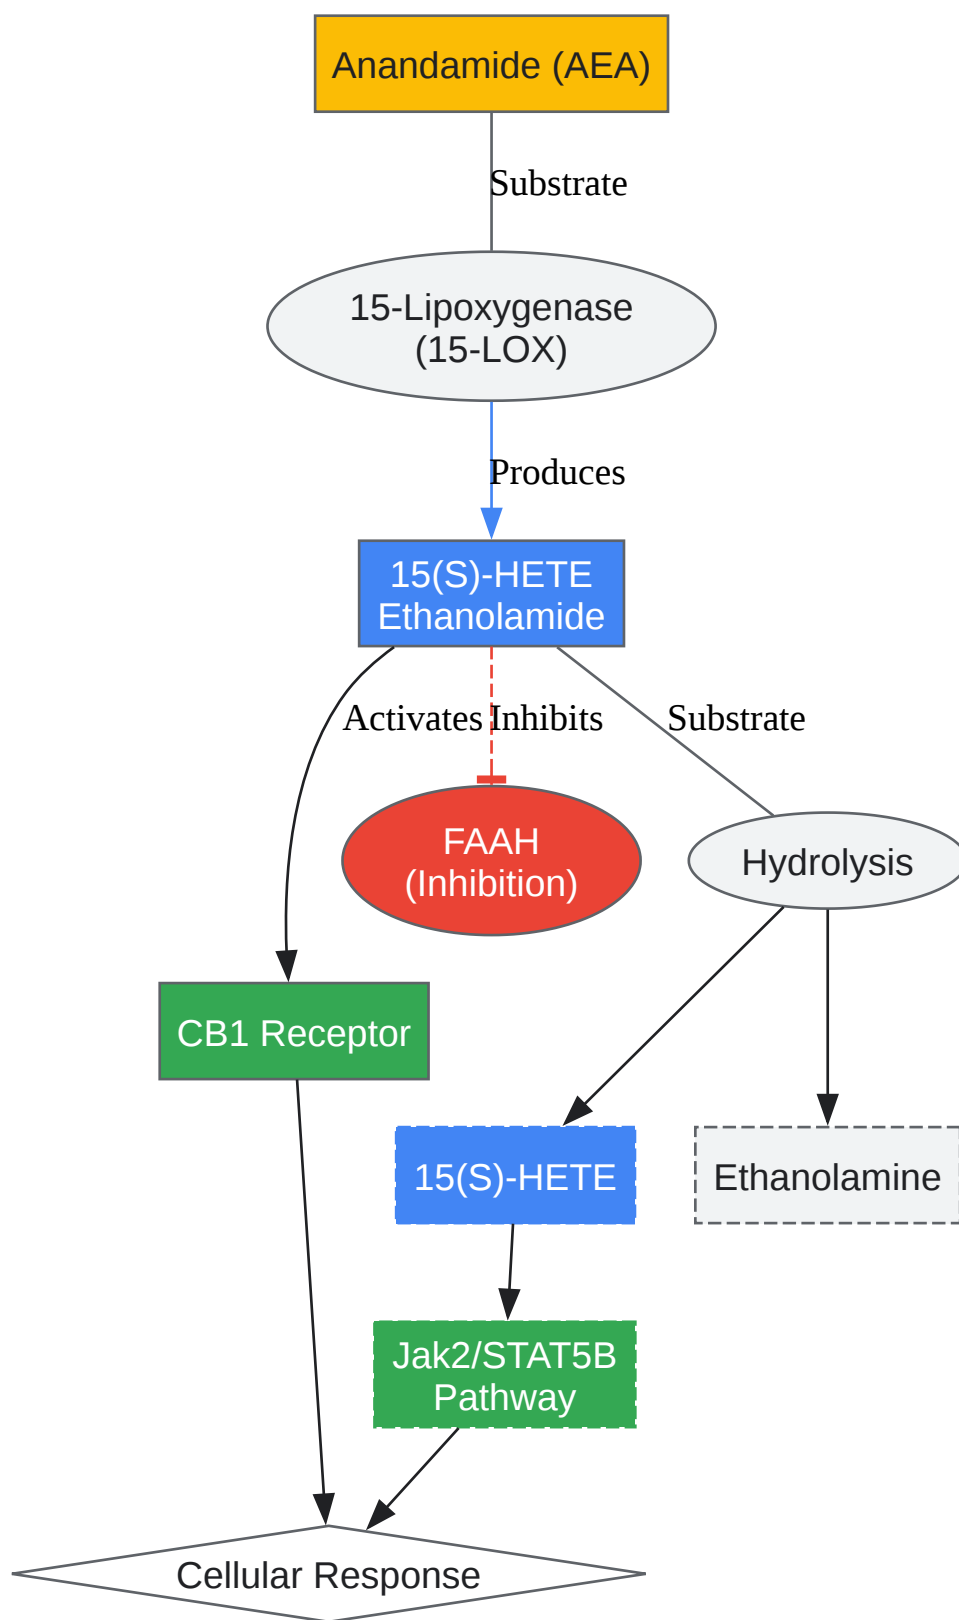 Anandamide (AEA)
Substrate
15-Lipoxygenase
(15-LOX)
Produces
15(S)-HETE
Ethanolamide
Activates
Inhibits
Substrate
FAAH
(Inhibition)
Hydrolysis
CB1 Receptor
15(S)-HETE
Ethanolamine
Jak2/STAT5B
Pathway
Cellular Response